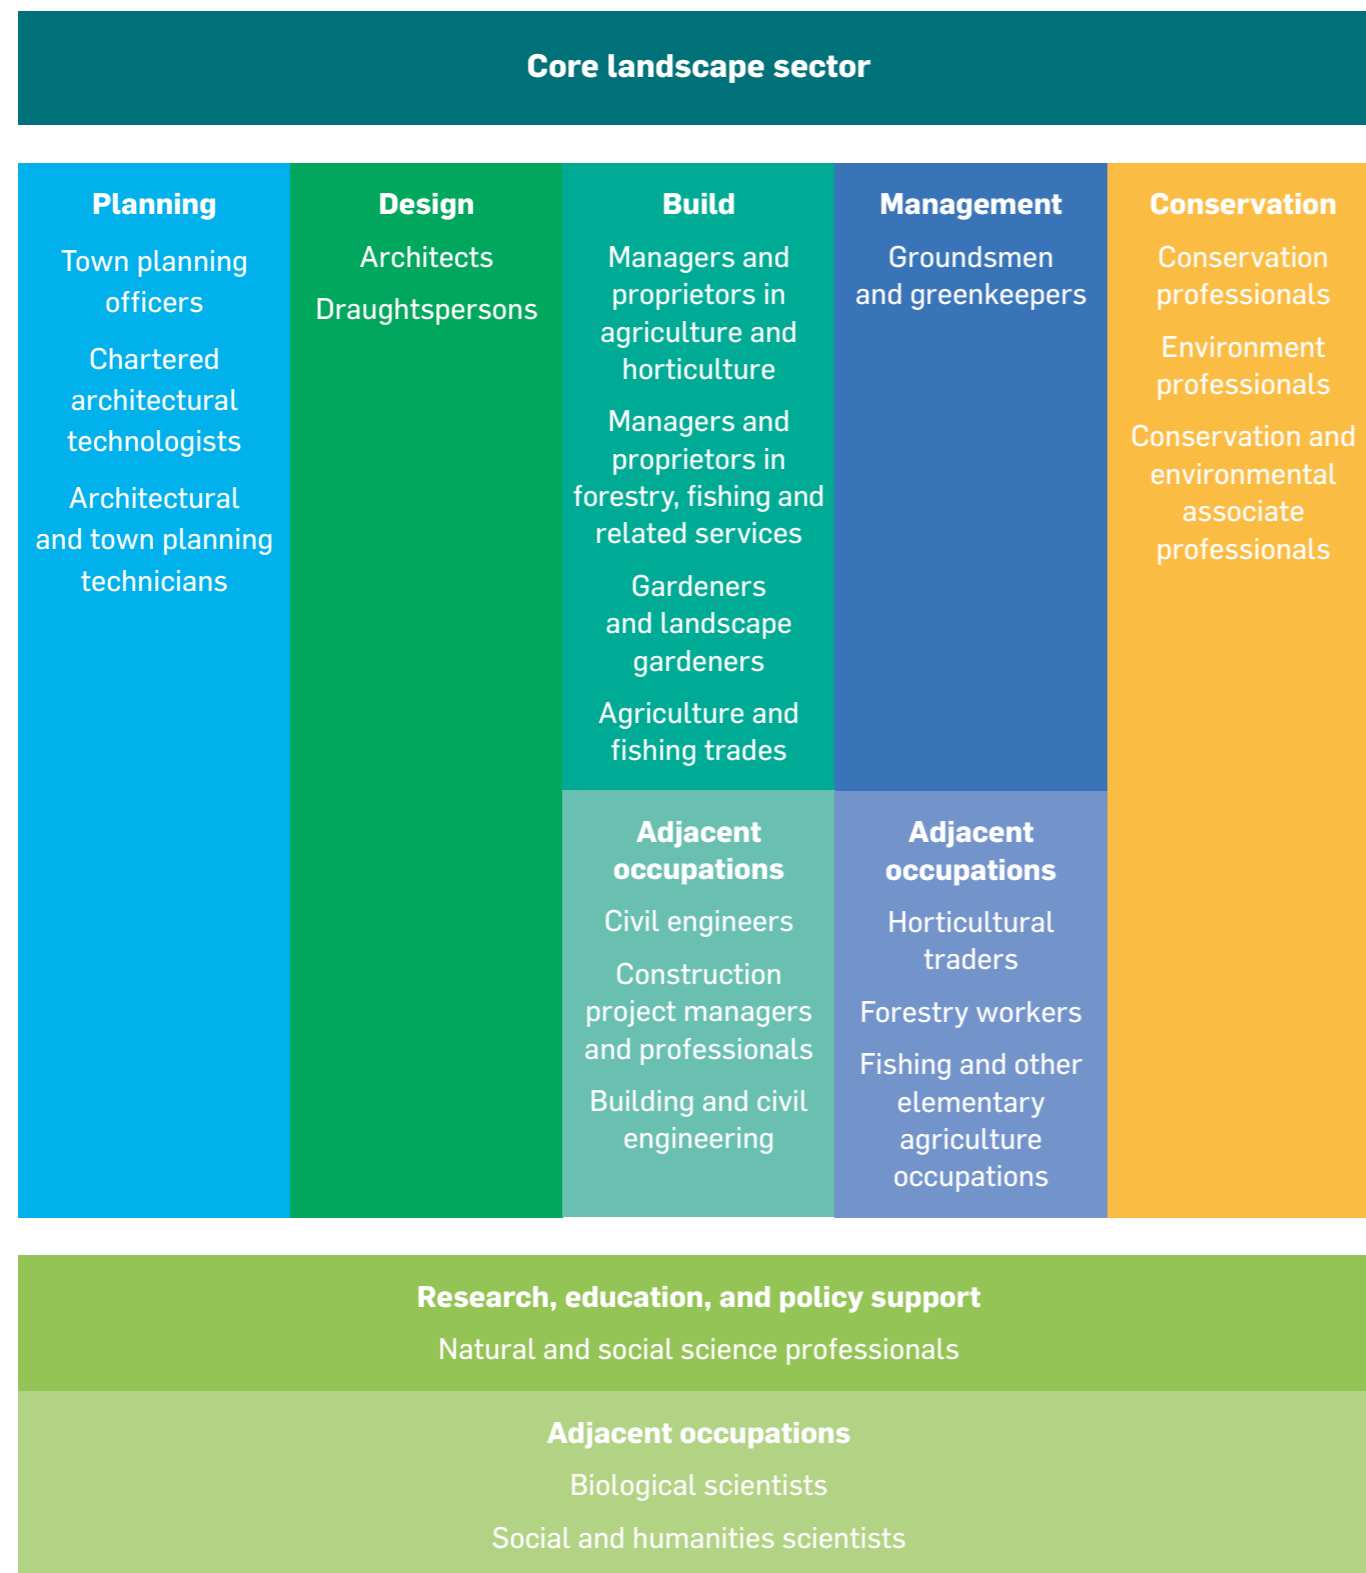 Core landscape sector
Planning
Town planning
officers
Chartered
architectural
technologists
Architectural
and town planning
technicians
Design
Architects
Draughtspersons
Build
Managers and
proprietors in
agriculture and
horticulture
Managers and
proprietors in
forestry, fishing and
related services
Gardeners
and landscape
gardeners
Agriculture and
fishing trades
Adjacent
occupations
Civil engineers
Construction
project managers
and professionals
Building and civil
engineering
Management
Groundsmen
and greenkeepers
Adjacent
occupations
Horticultural
traders
Forestry workers
Fishing and other
elementary
agriculture
occupations
Conservation
Conservation
professionals
Environment
professionals
Conservation and
environmental
associate
professionals
Research, education, and policy support
Natural and social science professionals
Adjacent occupations
Biological scientists
Social and humanities scientists